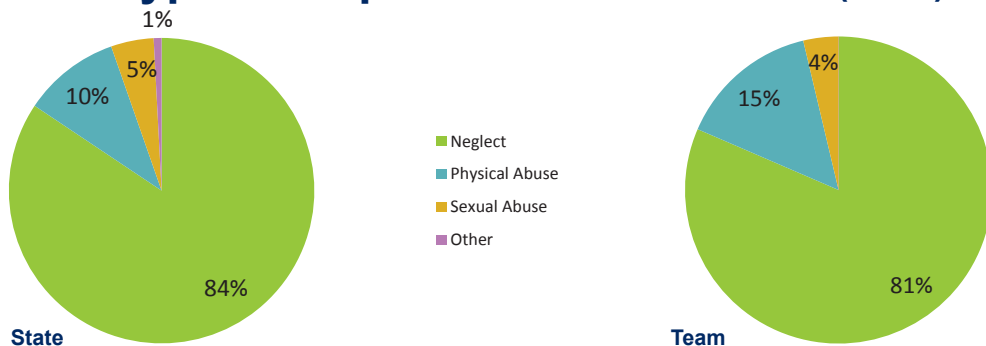 1%
5%
10%
84%
State
Neglect
Physical Abuse
Sexual Abuse
Other
4%
15%
81%
Team